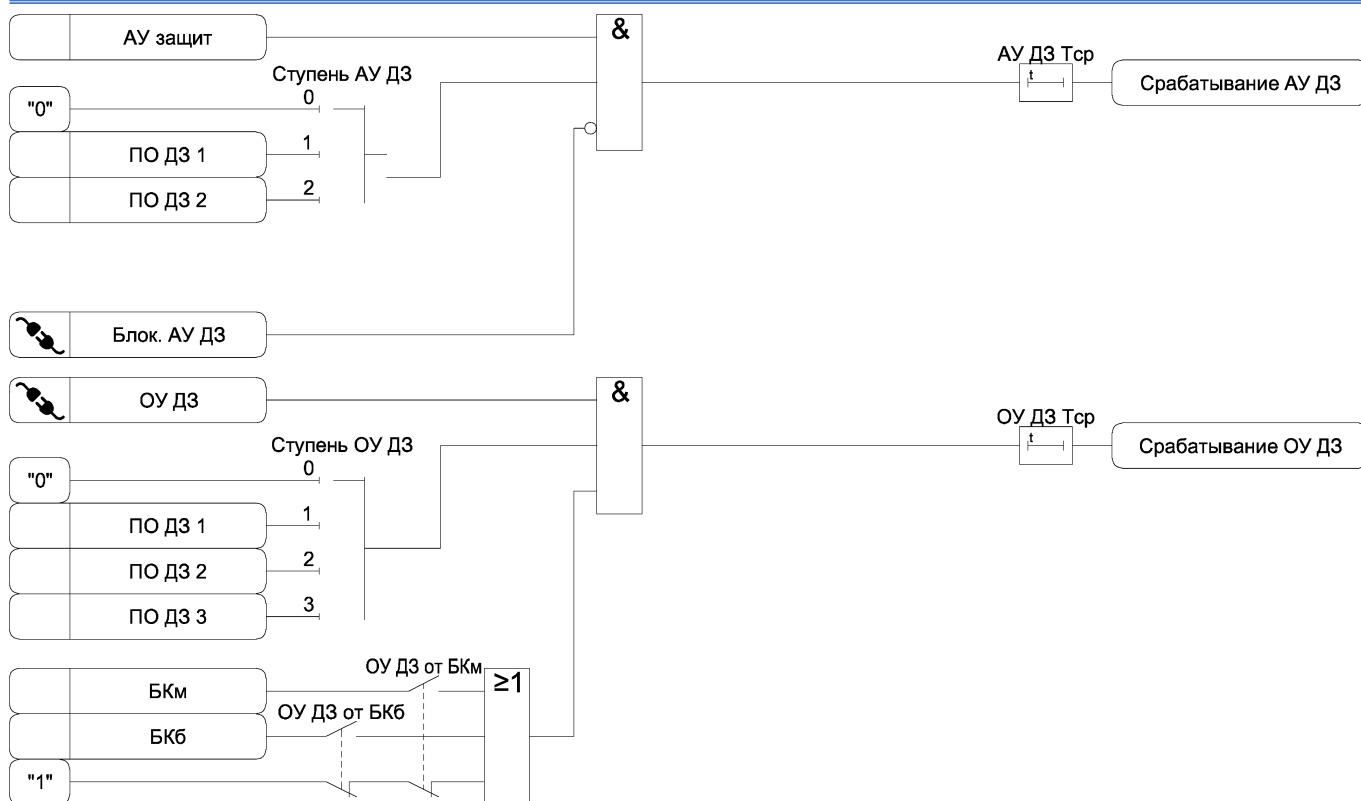 АУ защит
&
АУ ДЗ Тср
t
Срабатывание АУ ДЗ
Ступень АУ ДЗ
"0"
0
ПО ДЗ 1
1
ПО ДЗ 2
2
Блок. АУ ДЗ
ОУ ДЗ
&
ОУ ДЗ Тср
t
Срабатывание ОУ ДЗ
Ступень ОУ ДЗ
"0"
0
ПО ДЗ 1
1
ПО ДЗ 2
2
ПО ДЗ 3
3
ОУ ДЗ от БКм
≥1
БКм
ОУ ДЗ от БКб
БКб
"1"